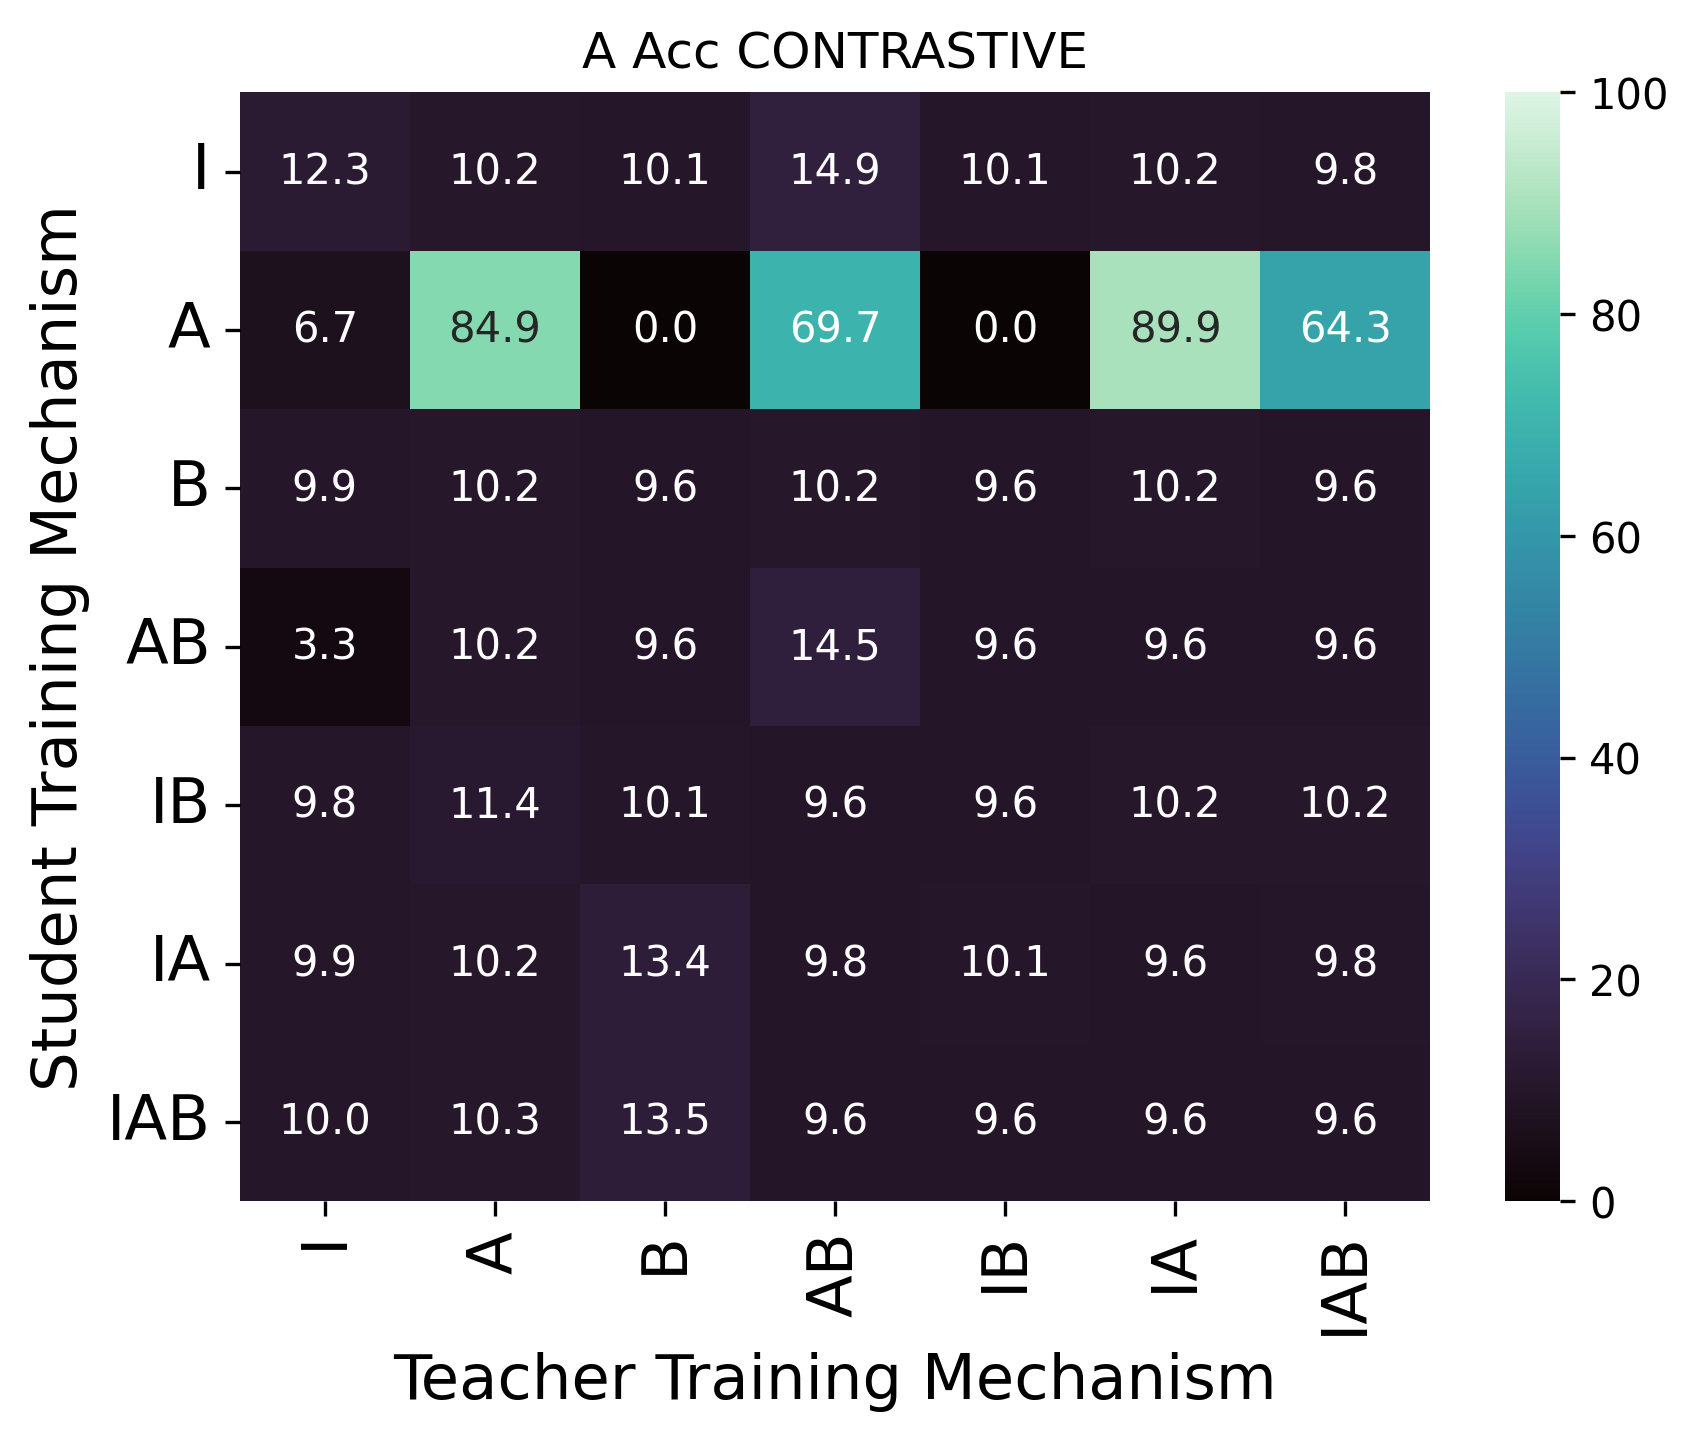 A Acc CONTRASTIVE
Student Training Mechanism
I 12.3 10.2 10.1 14.9 10.1 10.2 9.8
A 6.7 84.9 0.0 69.7 0.0 89.9 64.3
B 9.9 10.2 9.6 10.2 9.6 10.2 9.6
AB 3.3 10.2 9.6 14.5 9.6 9.6 9.6
IB 9.8 11.4 10.1 9.6 9.6 10.2 10.2
IA 9.9 10.2 13.4 9.8 10.1 9.6 9.8
IAB 10.0 10.3 13.5 9.6 9.6 9.6 9.6
I A B AB IB IA IAB
Teacher Training Mechanism
100
80
60
40
20
0